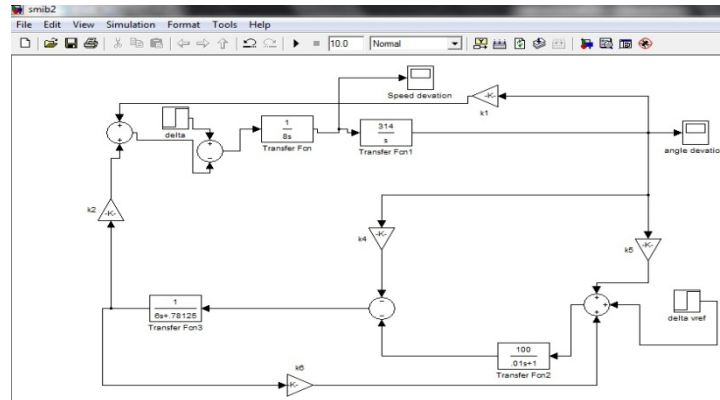 smib2
File Edit View Simulation Format Tools Help
10.0 Normal
Speed devation
-K-
k1
delta
1
8s
Transfer Fcn
314
s
Transfer Fcn1
angle devatio
k2
-K-
k4
-K-
k5
-K-
1
6s+.78125
Transfer Fcn3
delta vref
100
.01s+1
Transfer Fcn2
k6
-K-